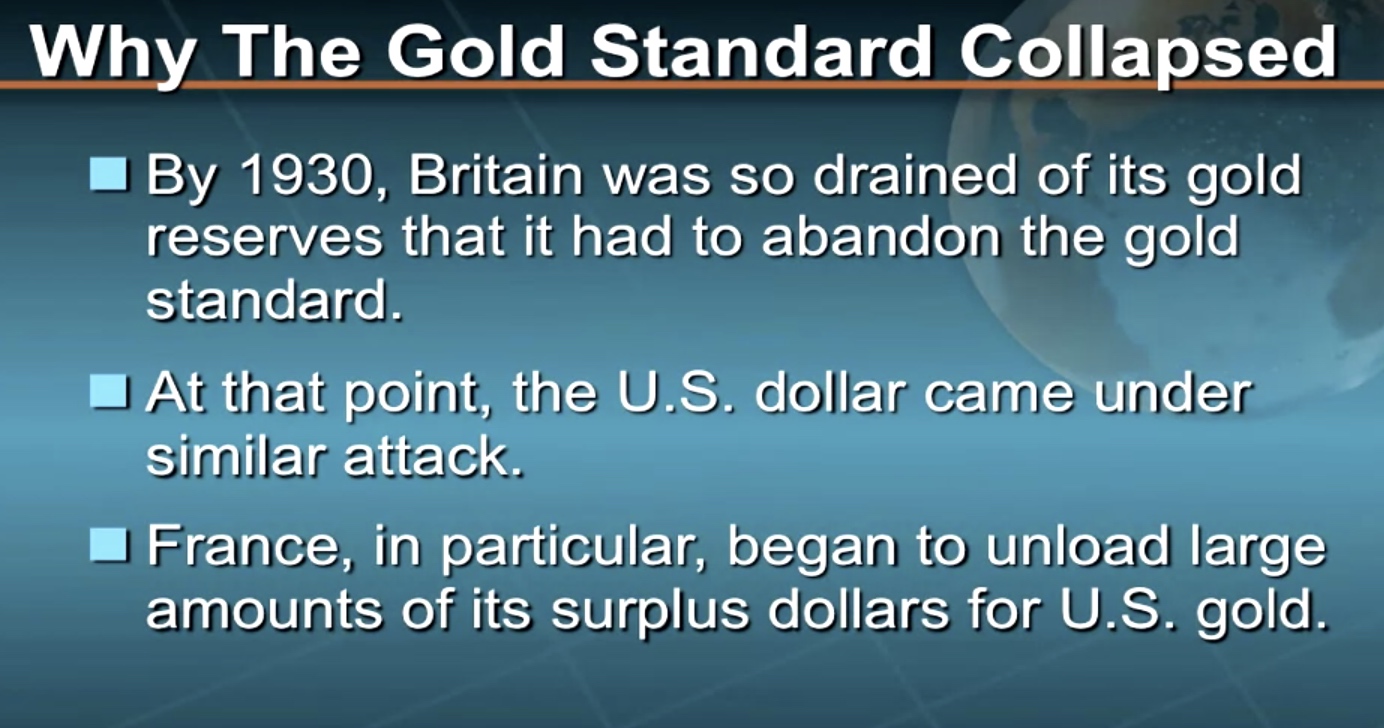 Why The Gold Standard Collapsed
By 1930, Britain was so drained of its gold
reserves that it had to abandon the gold
standard.
At that point, the U.S. dollar came under
similar attack.
France, in particular, began to unload large
amounts of its surplus dollars for U.S. gold.